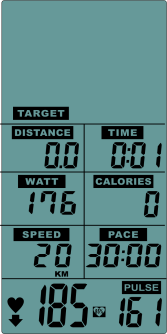 TARGET
DISTANCE TIME
0.0 0:01
WATT CALORIES
176 0
SPEED PACE
20 30:00
KM
PULSE
185 161